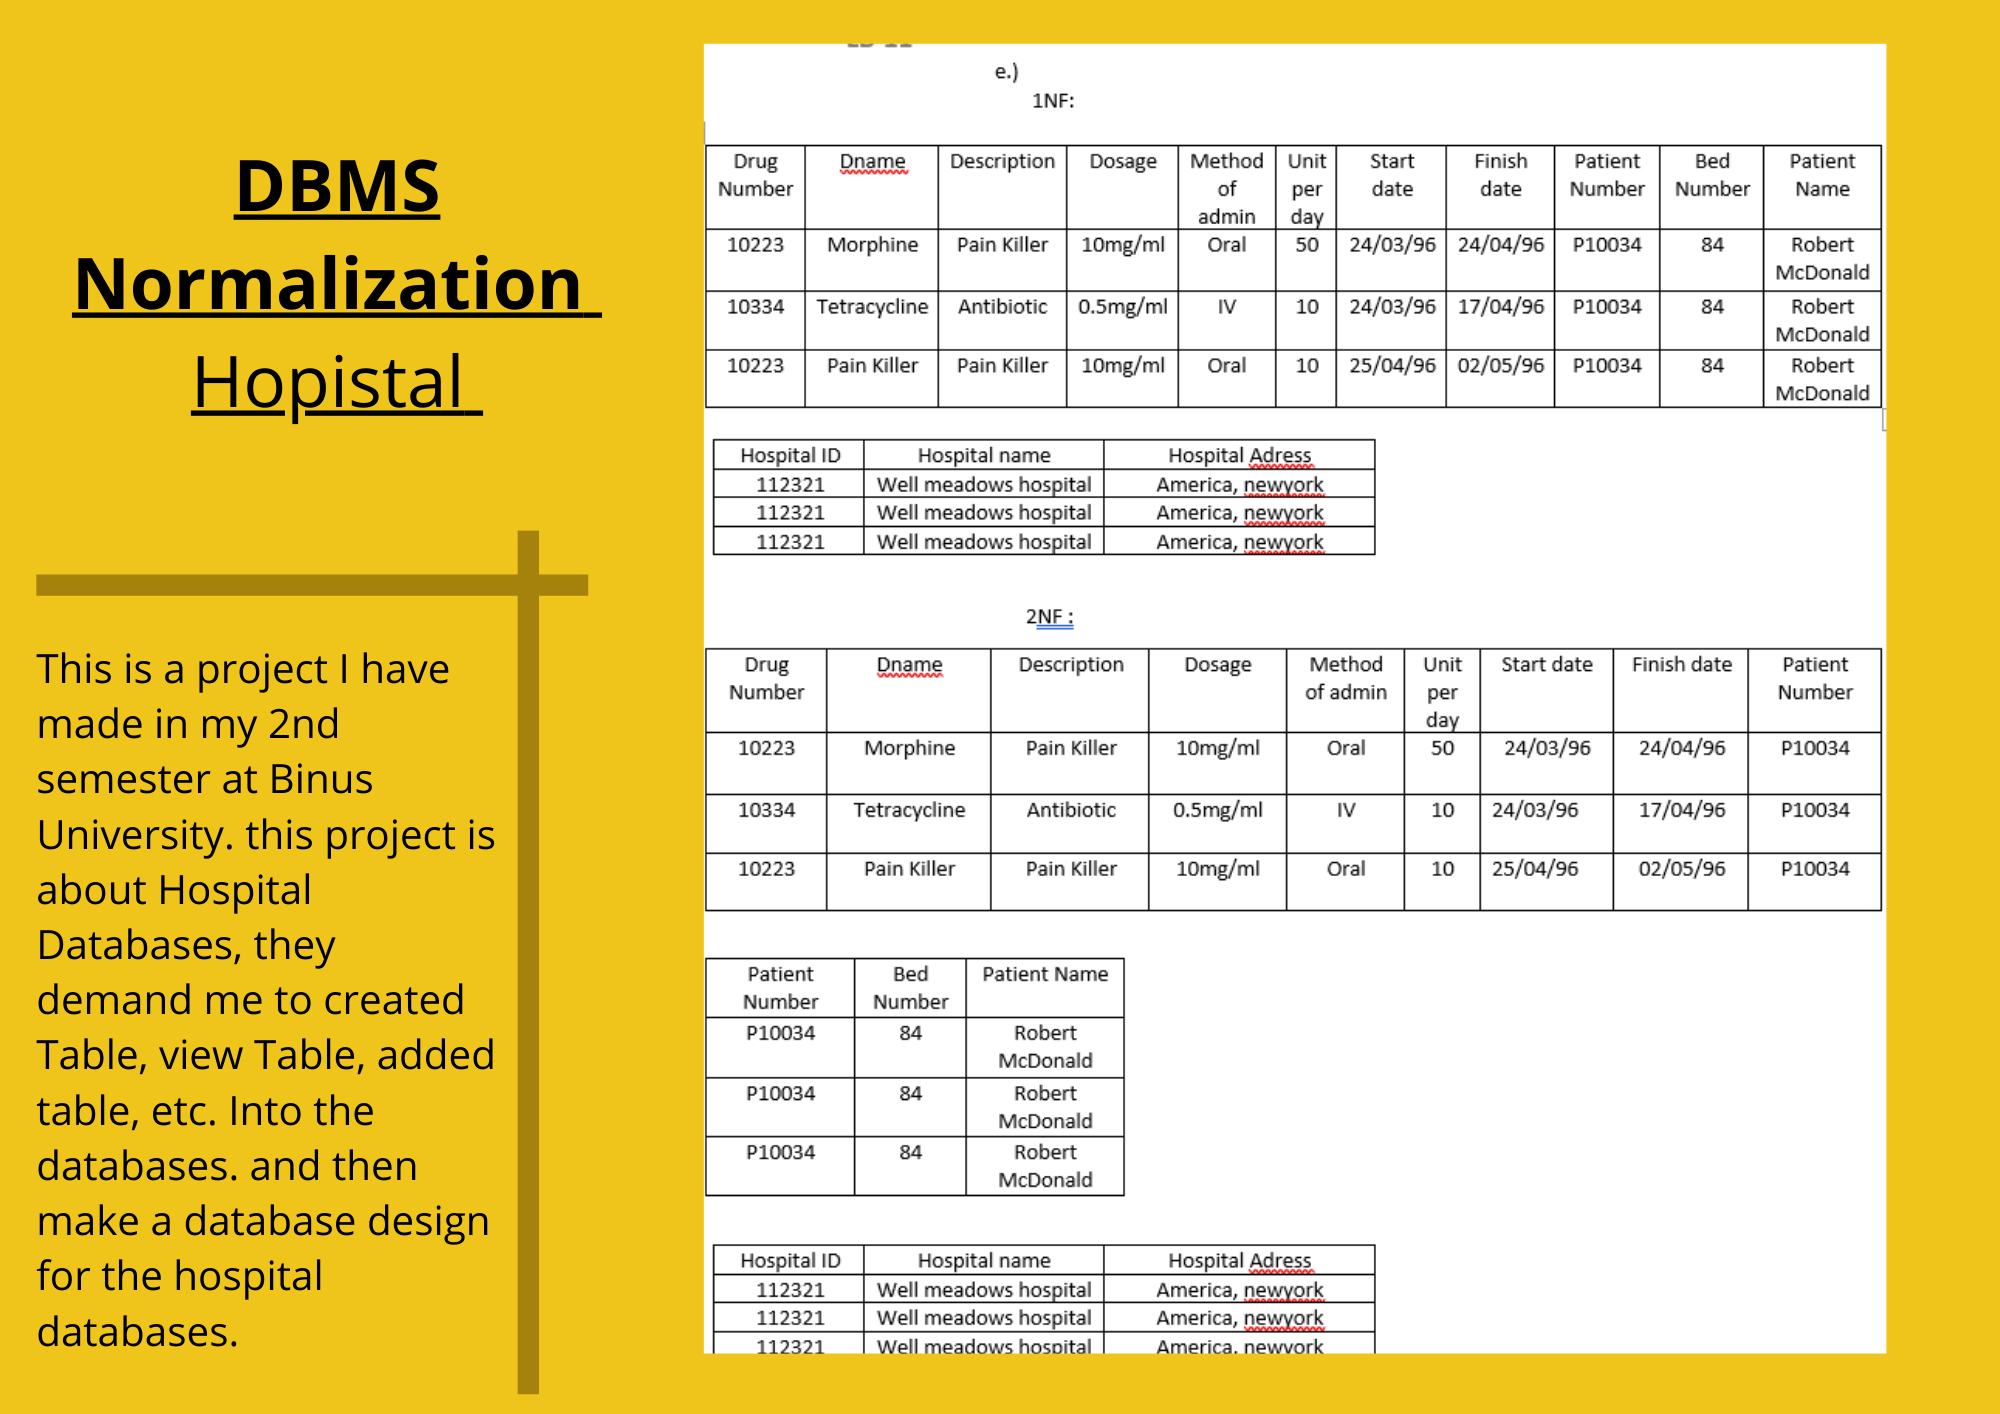 DBMS
Normalization
Hopistal
This is a project I have
made in my 2nd
semester at Binus
University. this project is
about Hospital
Databases, they
demand me to created
Table, view Table, added
table, etc. Into the
databases. and then
make a database design
for the hospital
databases.
e.)
1NF:
Drug Number Dname Description Dosage Method of admin Unit per day Start date Finish date Patient Number Bed Number Patient Name
10223 Morphine Pain Killer 10mg/ml Oral 50 24/03/96 24/04/96 P10034 84 Robert McDonald
10334 Tetracycline Antibiotic 0.5mg/ml IV 10 24/03/96 17/04/96 P10034 84 Robert McDonald
10223 Pain Killer Pain Killer 10mg/ml Oral 10 25/04/96 02/05/96 P10034 84 Robert McDonald
Hospital ID Hospital name Hospital Adress
112321 Well meadows hospital America, newyork
112321 Well meadows hospital America, newyork
112321 Well meadows hospital America, newyork
2NF :
Drug Number Dname Description Dosage Method of admin Unit per day Start date Finish date Patient Number
10223 Morphine Pain Killer 10mg/ml Oral 50 24/03/96 24/04/96 P10034
10334 Tetracycline Antibiotic 0.5mg/ml IV 10 24/03/96 17/04/96 P10034
10223 Pain Killer Pain Killer 10mg/ml Oral 10 25/04/96 02/05/96 P10034
Patient Number Bed Number Patient Name
P10034 84 Robert McDonald
P10034 84 Robert McDonald
P10034 84 Robert McDonald
Hospital ID Hospital name Hospital Adress
112321 Well meadows hospital America, newyork
112321 Well meadows hospital America, newyork
112321 Well meadows hospital America, newyork